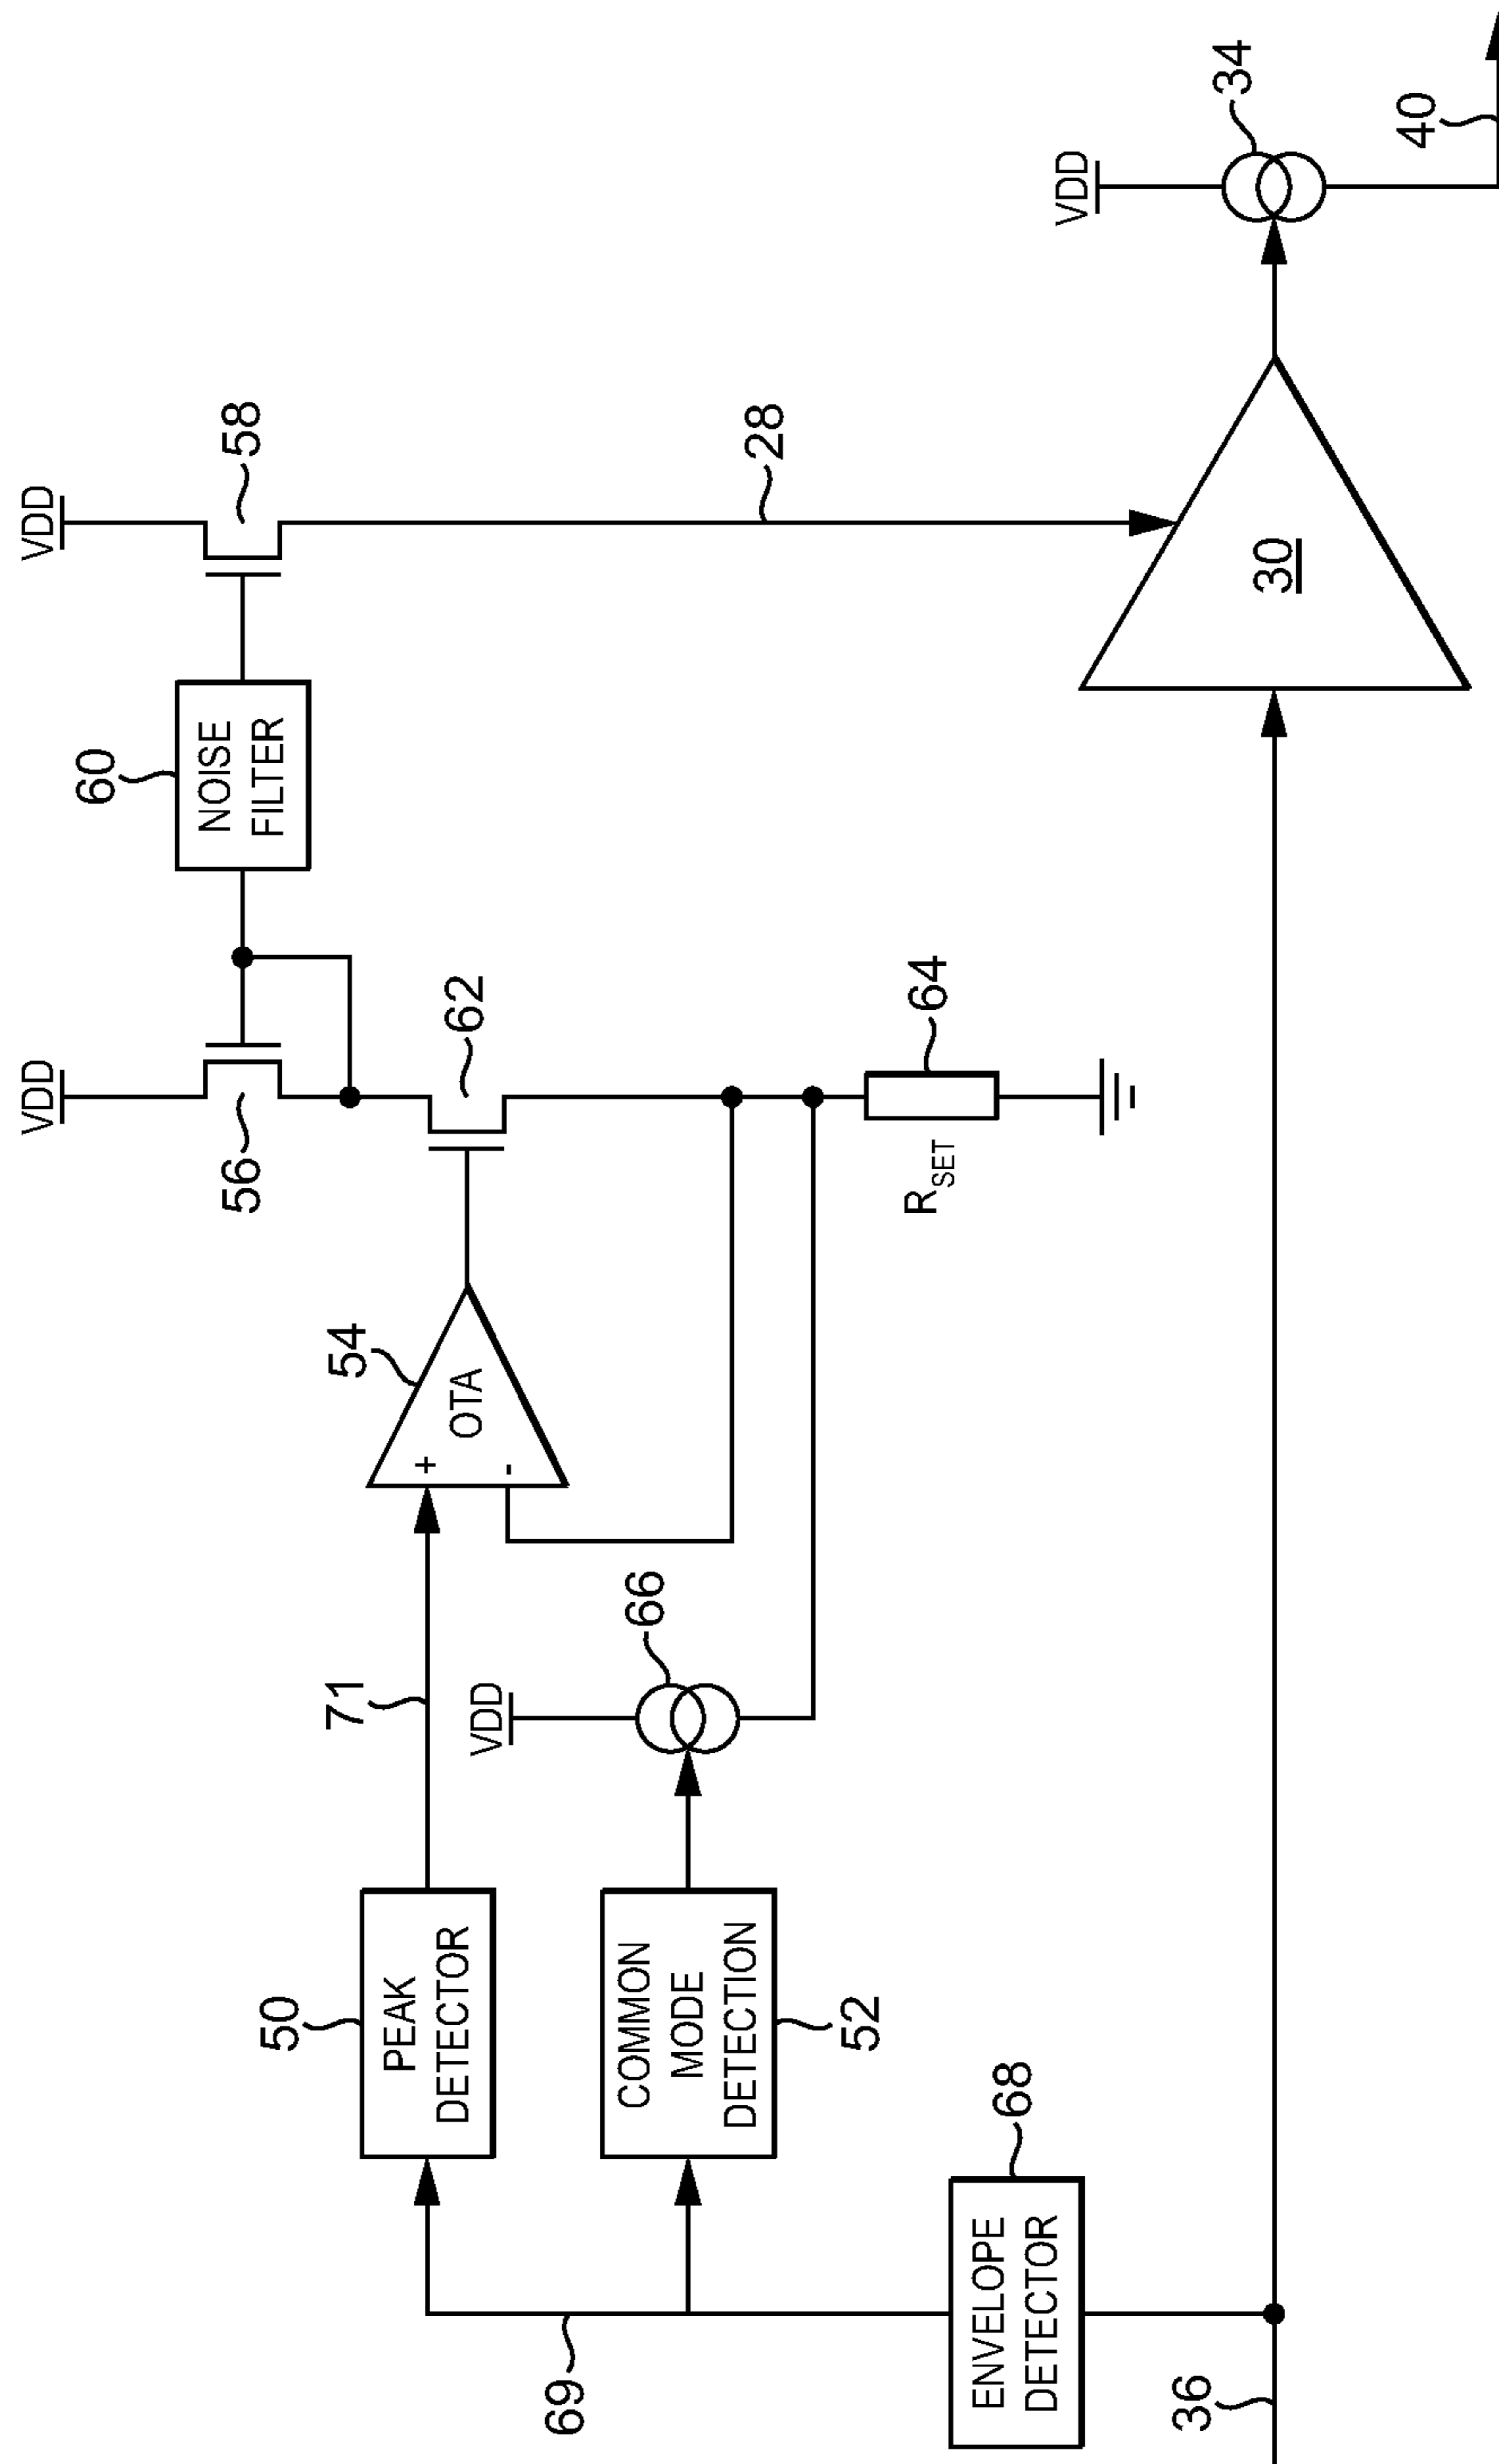 VDD
VDD
56
58
60
NOISE
FILTER
62
54
+
-
OTA
71
50
PEAK
DETECTOR
VDD
66
COMMON
MODE
DETECTION
52
69
RSET
64
28
ENVELOPE
DETECTOR
68
VDD
34
36
30
40